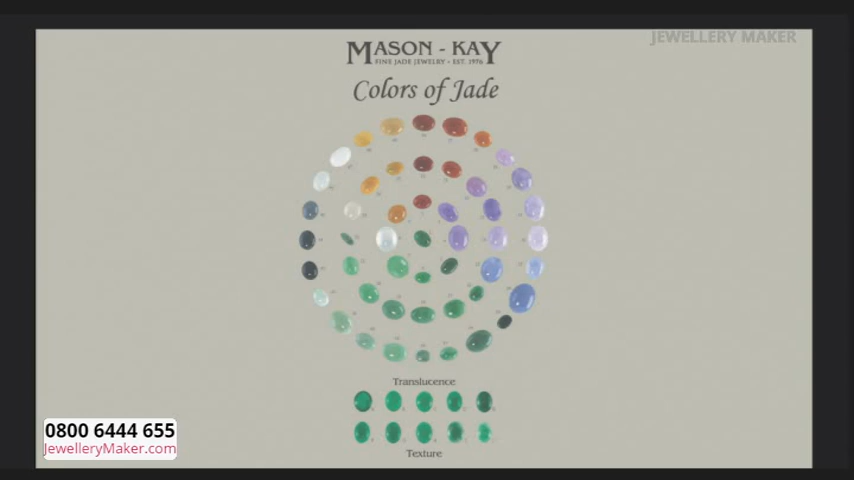 JEWELLERY MAKER
MASON - KAY
FINE JADE JEWELRY • EST. 1976
Colors of Jade
Translucence
Texture
0800 6444 655
JewelleryMaker.com